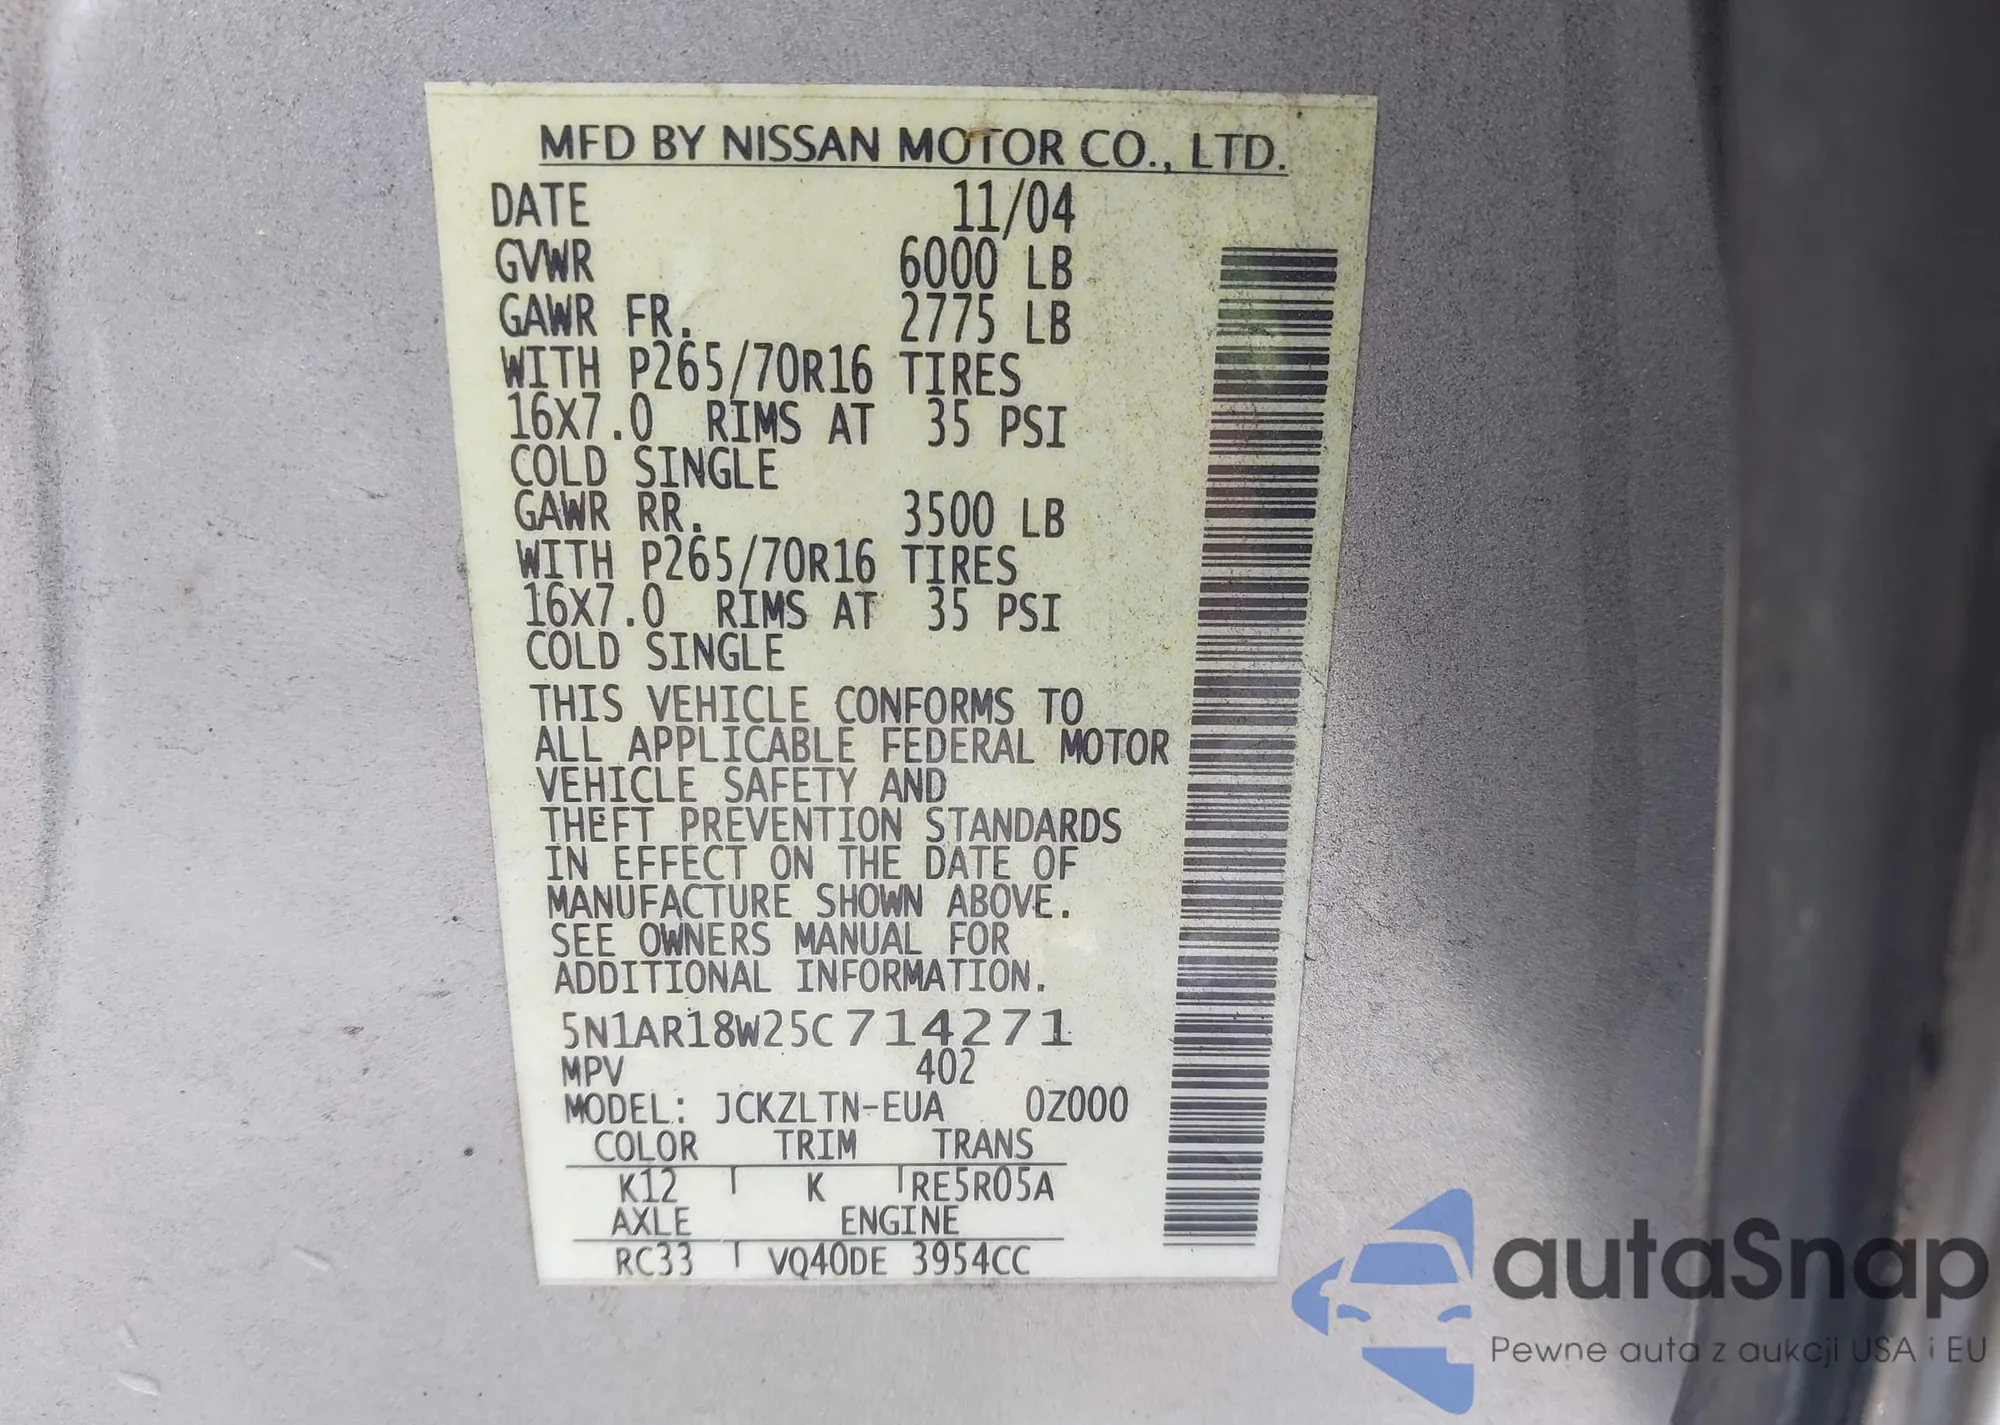 MFD BY NISSAN MOTOR CO., LTD.
DATE 11/04
GVWR 6000 LB
GAWR FR. 2775 LB
WITH P265/70R16 TIRES
16X7.0 RIMS AT 35 PSI
COLD SINGLE
GAWR RR. 3500 LB
WITH P265/70R16 TIRES
16X7.0 RIMS AT 35 PSI
COLD SINGLE
THIS VEHICLE CONFORMS TO
ALL APPLICABLE FEDERAL MOTOR
VEHICLE SAFETY AND
THEFT PREVENTION STANDARDS
IN EFFECT ON THE DATE OF
MANUFACTURE SHOWN ABOVE.
SEE OWNERS MANUAL FOR
ADDITIONAL INFORMATION.
5N1AR18W25C714271
MPV 402
MODEL: JCKZLTN-EUA 0Z000
COLOR TRIM TRANS
K12 K RE5R05A
AXLE ENGINE
RC33 VQ40DE 3954CC
autaSnap
Pewne auta z aukcji USA i EU